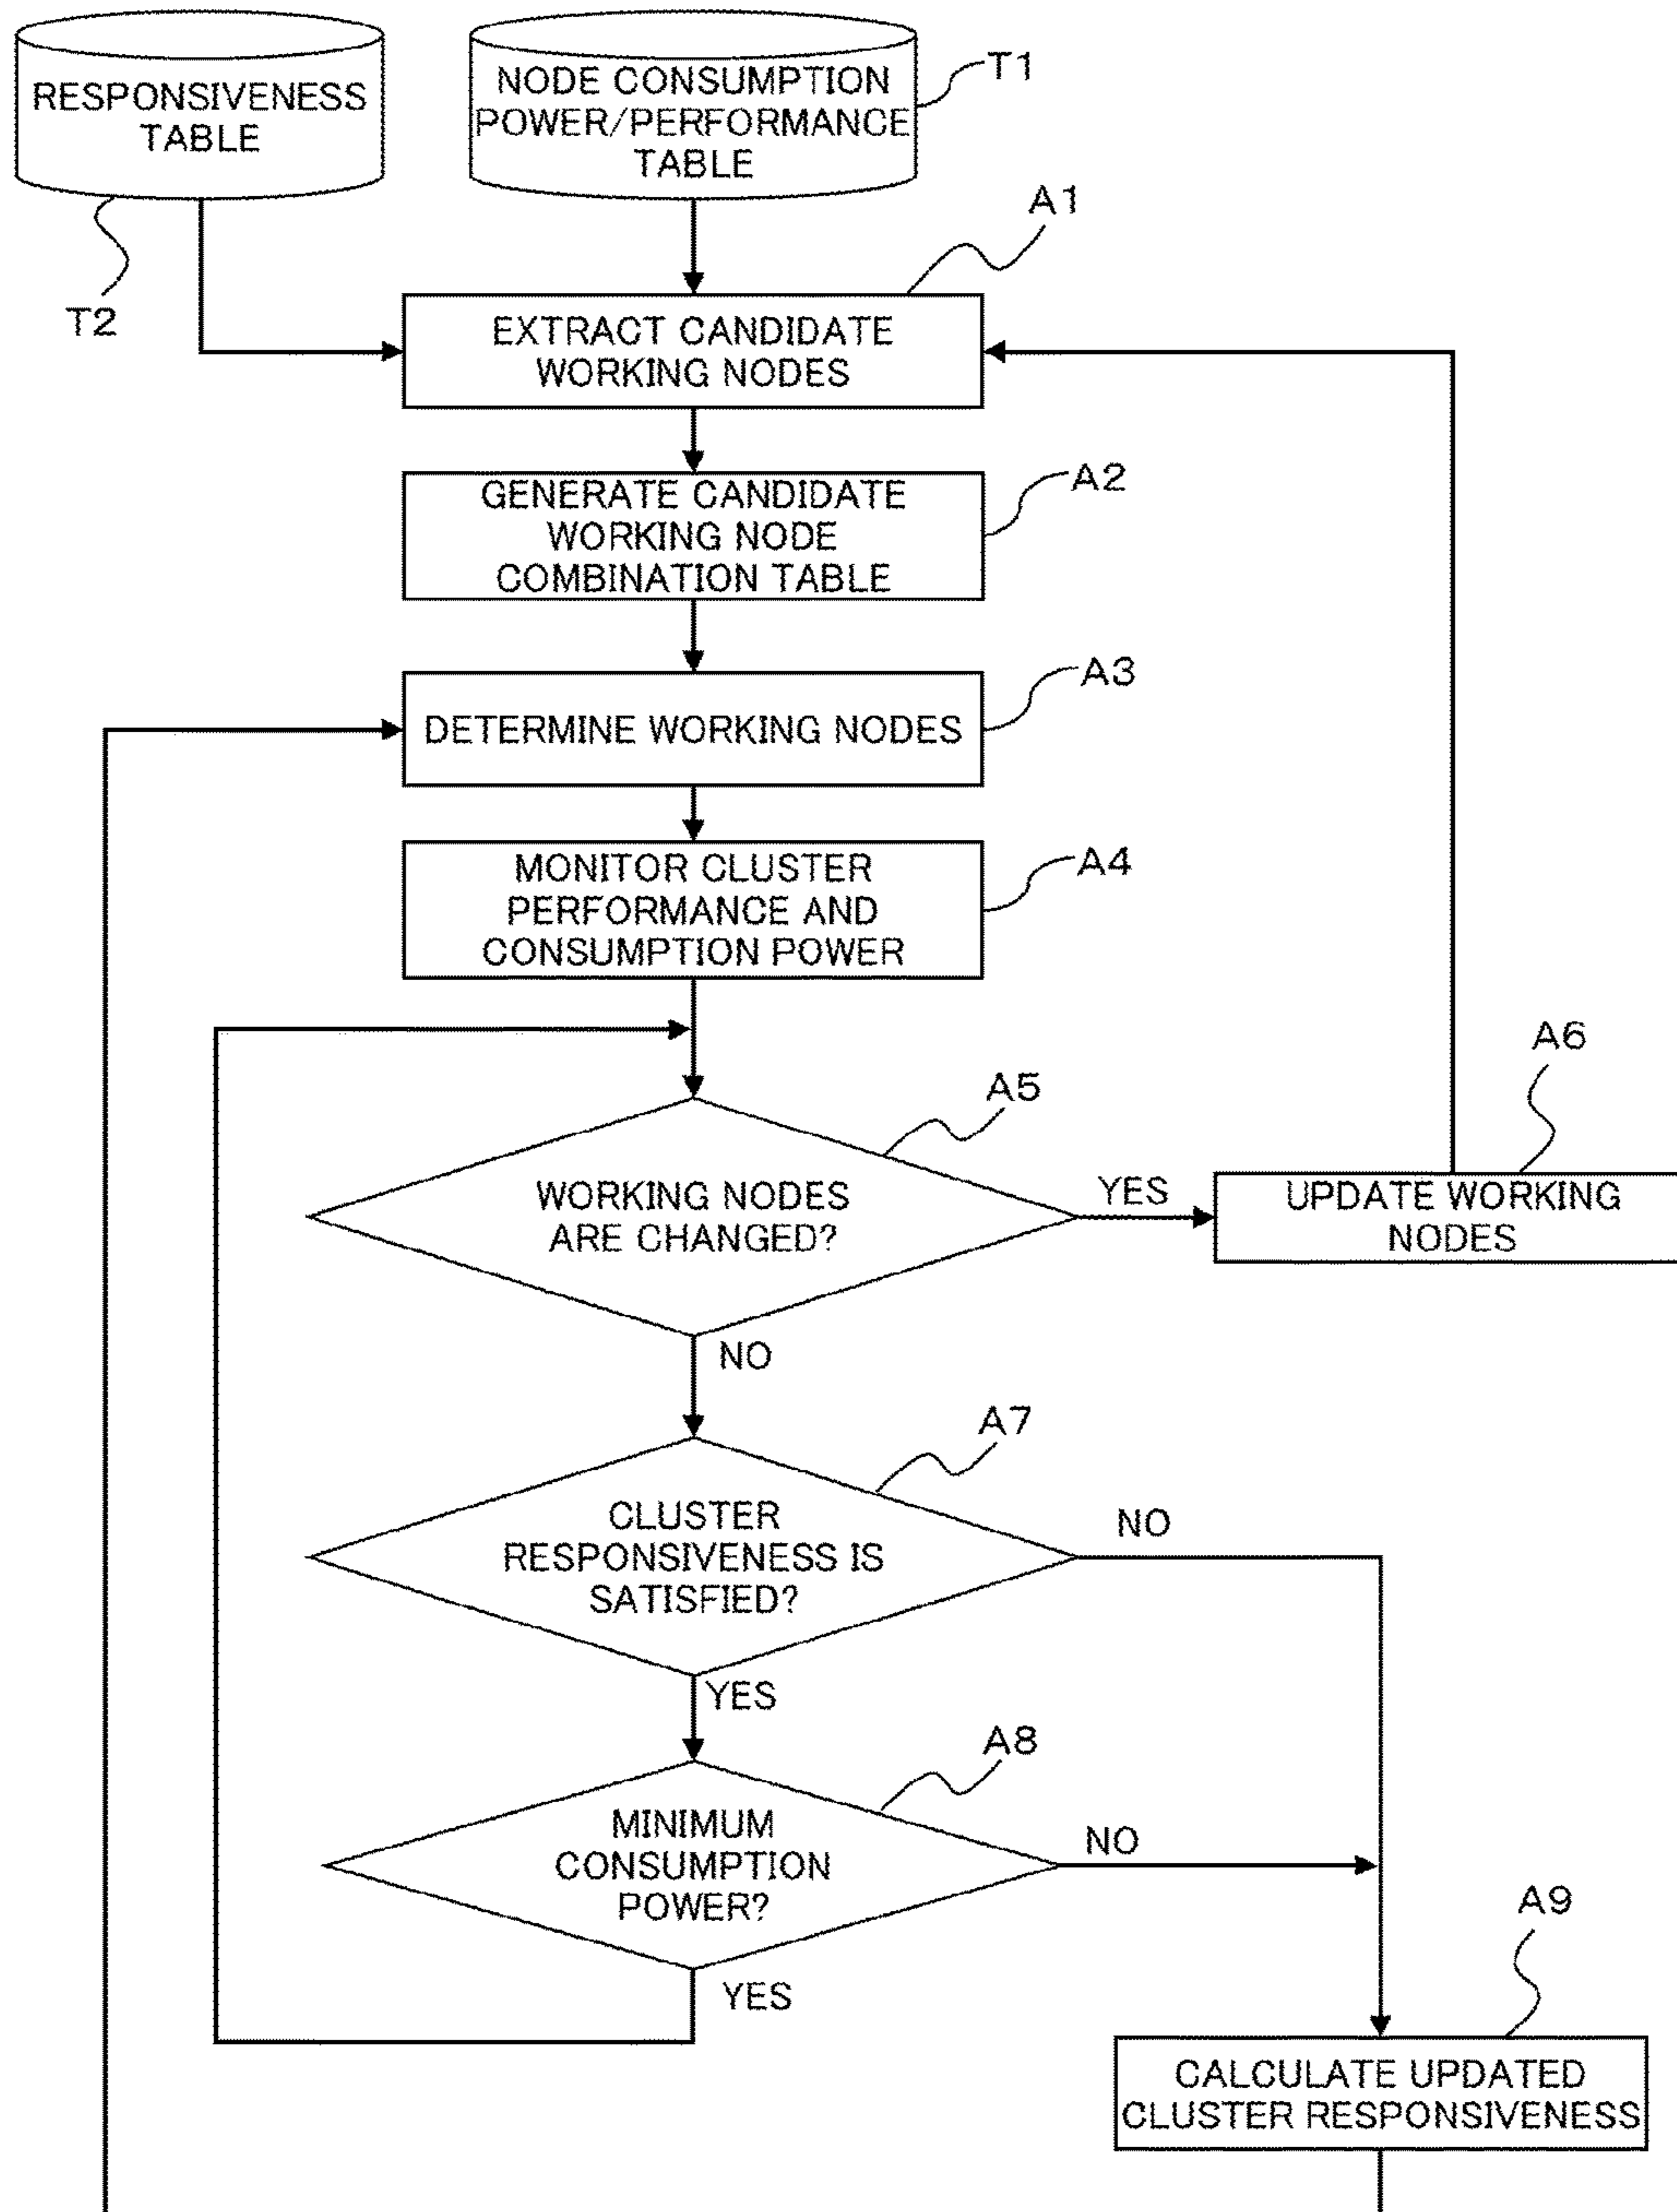 RESPONSIVENESS
TABLE
T2
NODE CONSUMPTION
POWER/PERFORMANCE
TABLE
T1
A1
EXTRACT CANDIDATE
WORKING NODES
A2
GENERATE CANDIDATE
WORKING NODE
COMBINATION TABLE
A3
DETERMINE WORKING NODES
A4
MONITOR CLUSTER
PERFORMANCE AND
CONSUMPTION POWER
A5
WORKING NODES
ARE CHANGED?
YES
A6
UPDATE WORKING
NODES
NO
A7
CLUSTER
RESPONSIVENESS IS
SATISFIED?
NO
YES
A8
MINIMUM
CONSUMPTION
POWER?
NO
YES
A9
CALCULATE UPDATED
CLUSTER RESPONSIVENESS